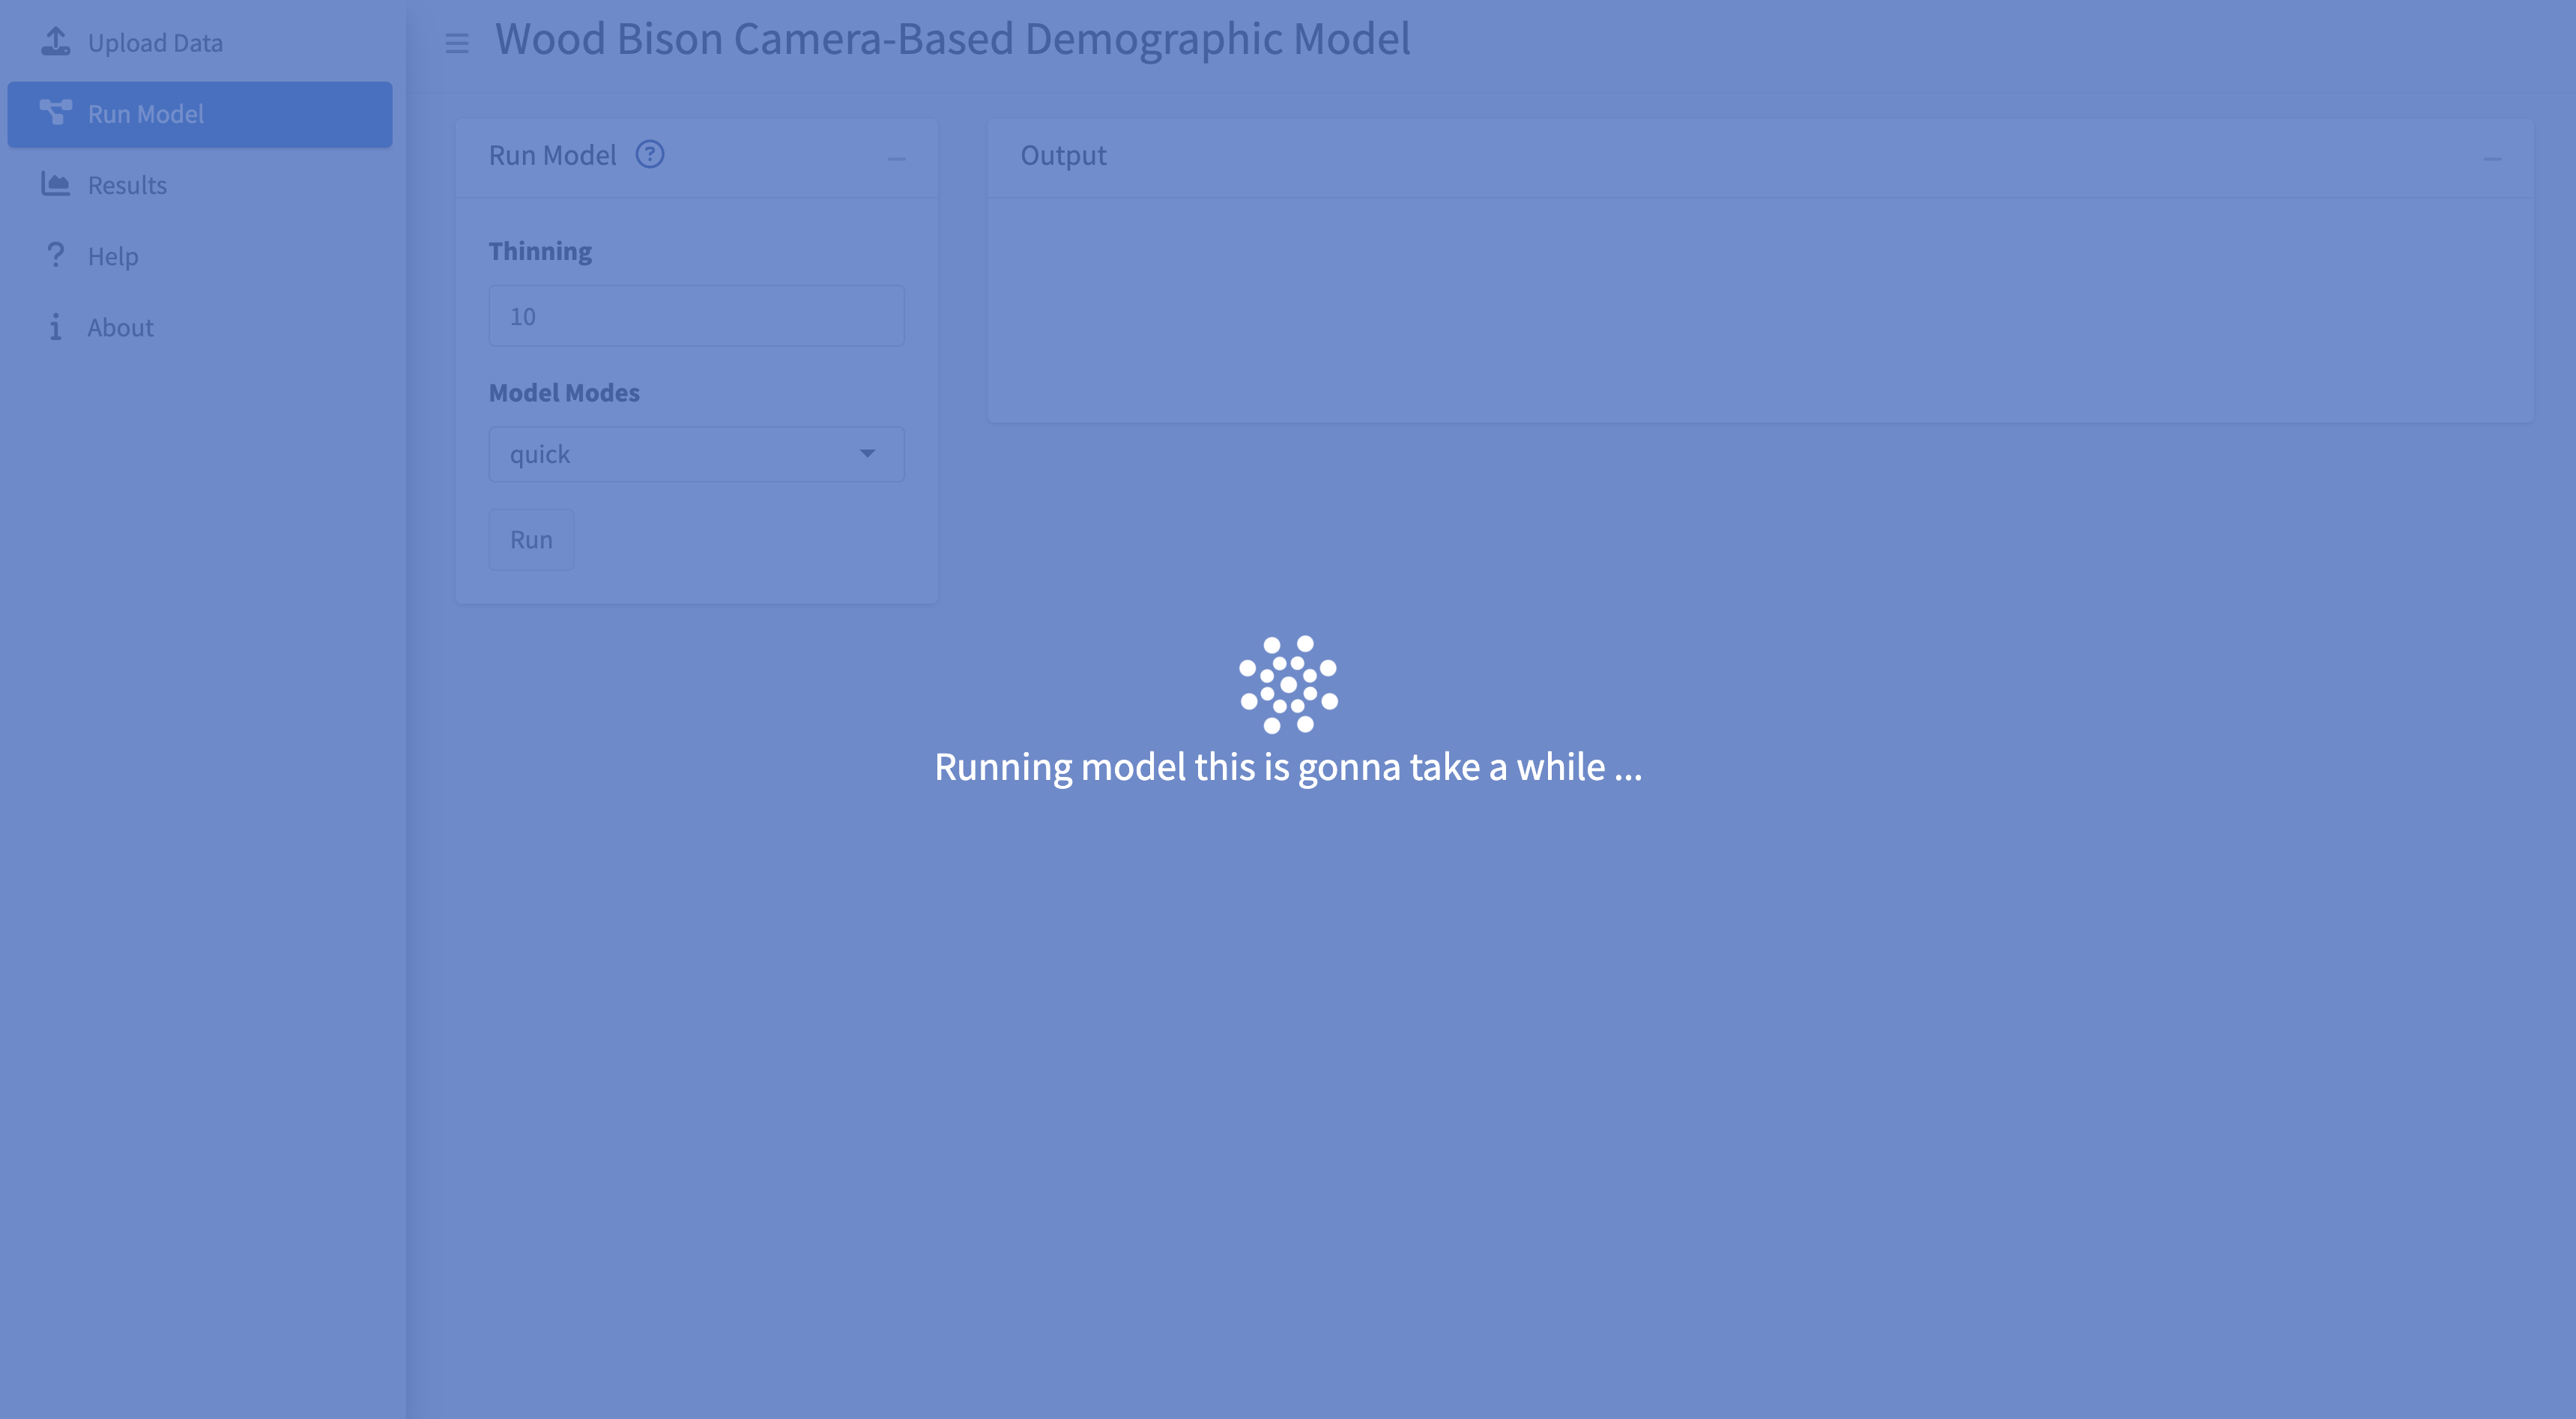 Upload Data
Run Model
Results
Help
About
Wood Bison Camera-Based Demographic Model
Run Model
Thinning
10
Model Modes
quick
Run
Output
Running model this is gonna take a while ...